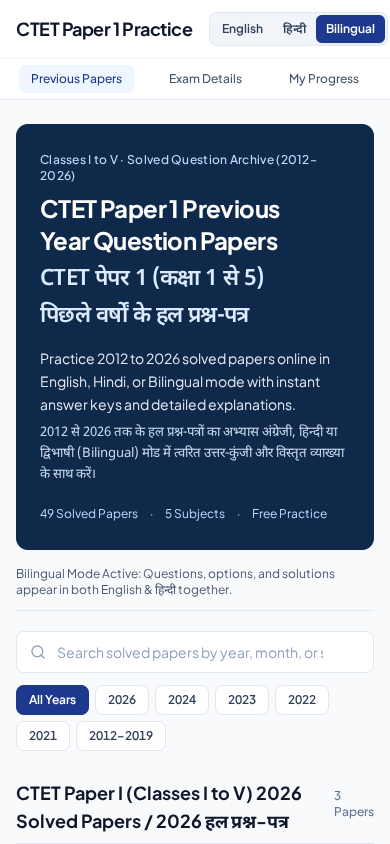 CTET Paper 1 Practice
English हिन्दी Bilingual
Previous Papers Exam Details My Progress
Classes I to V · Solved Question Archive (2012–
2026)
CTET Paper 1 Previous
Year Question Papers
CTET पेपर 1 (कक्षा 1 से 5)
पिछले वर्षों के हल प्रश्न-पत्र
Practice 2012 to 2026 solved papers online in
English, Hindi, or Bilingual mode with instant
answer keys and detailed explanations.
2012 से 2026 तक के हल प्रश्न-पत्रों का अभ्यास अंग्रेजी, हिन्दी या
द्विभाषी (Bilingual) मोड में त्वरित उत्तर-कुंजी और विस्तृत व्याख्या
के साथ करें।
49 Solved Papers · 5 Subjects · Free Practice
Bilingual Mode Active: Questions, options, and solutions
appear in both English & हिन्दी together.
Search solved papers by year, month, or
All Years 2026 2024 2023 2022
2021 2012–2019
CTET Paper I (Classes I to V) 2026
Solved Papers / 2026 हल प्रश्न-पत्र
3
Papers